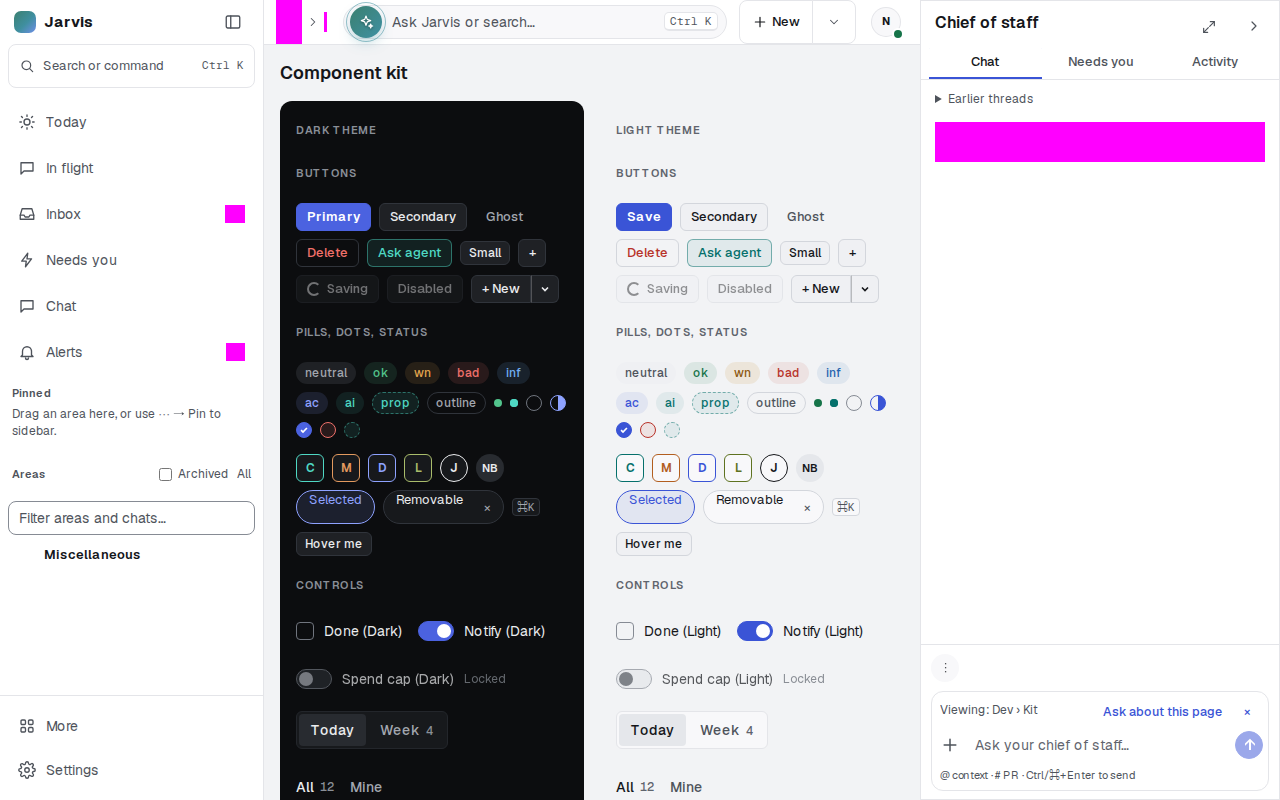 Jarvis
Search or command Ctrl K
Today
In flight
Inbox
Needs you
Chat
Alerts
Pinned
Drag an area here, or use ··· → Pin to
sidebar.
Areas Archived All
Filter areas and chats…
Miscellaneous
More
Settings
Ask Jarvis or search… Ctrl K
+ New
N
Component kit
DARK THEME
BUTTONS
Primary Secondary Ghost
Delete Ask agent Small +
Saving Disabled + New
PILLS, DOTS, STATUS
neutral ok wn bad inf
ac ai prop outline
C M D L J NB
Selected Removable × ⌘K
Hover me
CONTROLS
Done (Dark) Notify (Dark)
Spend cap (Dark) Locked
Today Week 4
All 12 Mine
LIGHT THEME
BUTTONS
Save Secondary Ghost
Delete Ask agent Small +
Saving Disabled + New
PILLS, DOTS, STATUS
neutral ok wn bad inf
ac ai prop outline
C M D L J NB
Selected Removable × ⌘K
Hover me
CONTROLS
Done (Light) Notify (Light)
Spend cap (Light) Locked
Today Week 4
All 12 Mine
Chief of staff
Chat Needs you Activity
Earlier threads
Viewing: Dev › Kit Ask about this page ×
Ask your chief of staff…
@ context · # PR · Ctrl/⌘+Enter to send